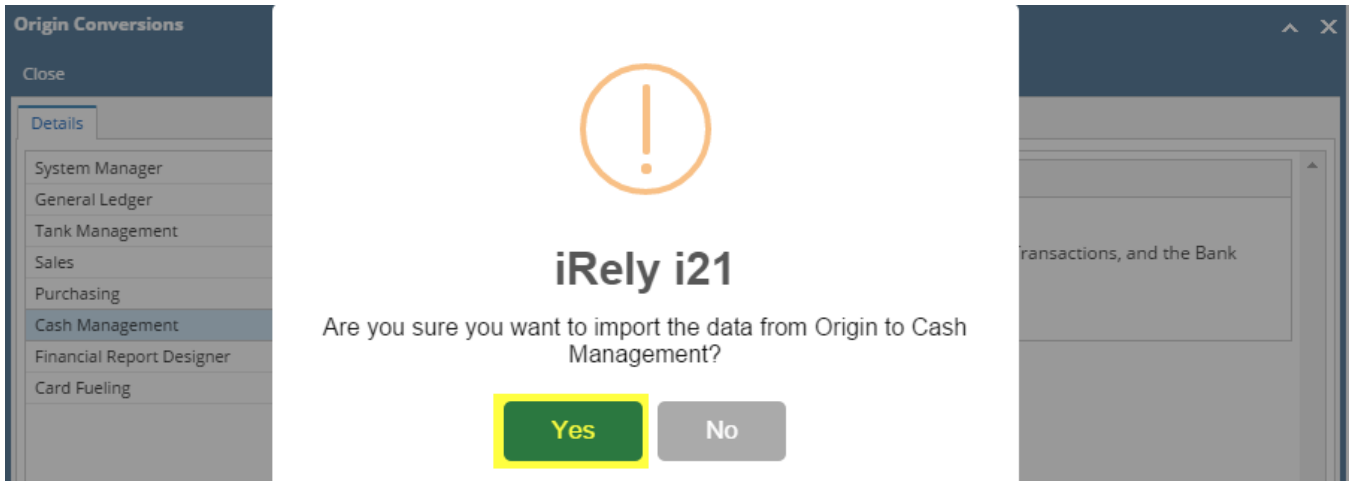 Origin Conversions
Close
Details
System Manager
General Ledger
Tank Management
Sales
Purchasing
Cash Management
Financial Report Designer
Card Fueling
Transactions, and the Bank
iRely i21
Are you sure you want to import the data from Origin to Cash
Management?
Yes
No